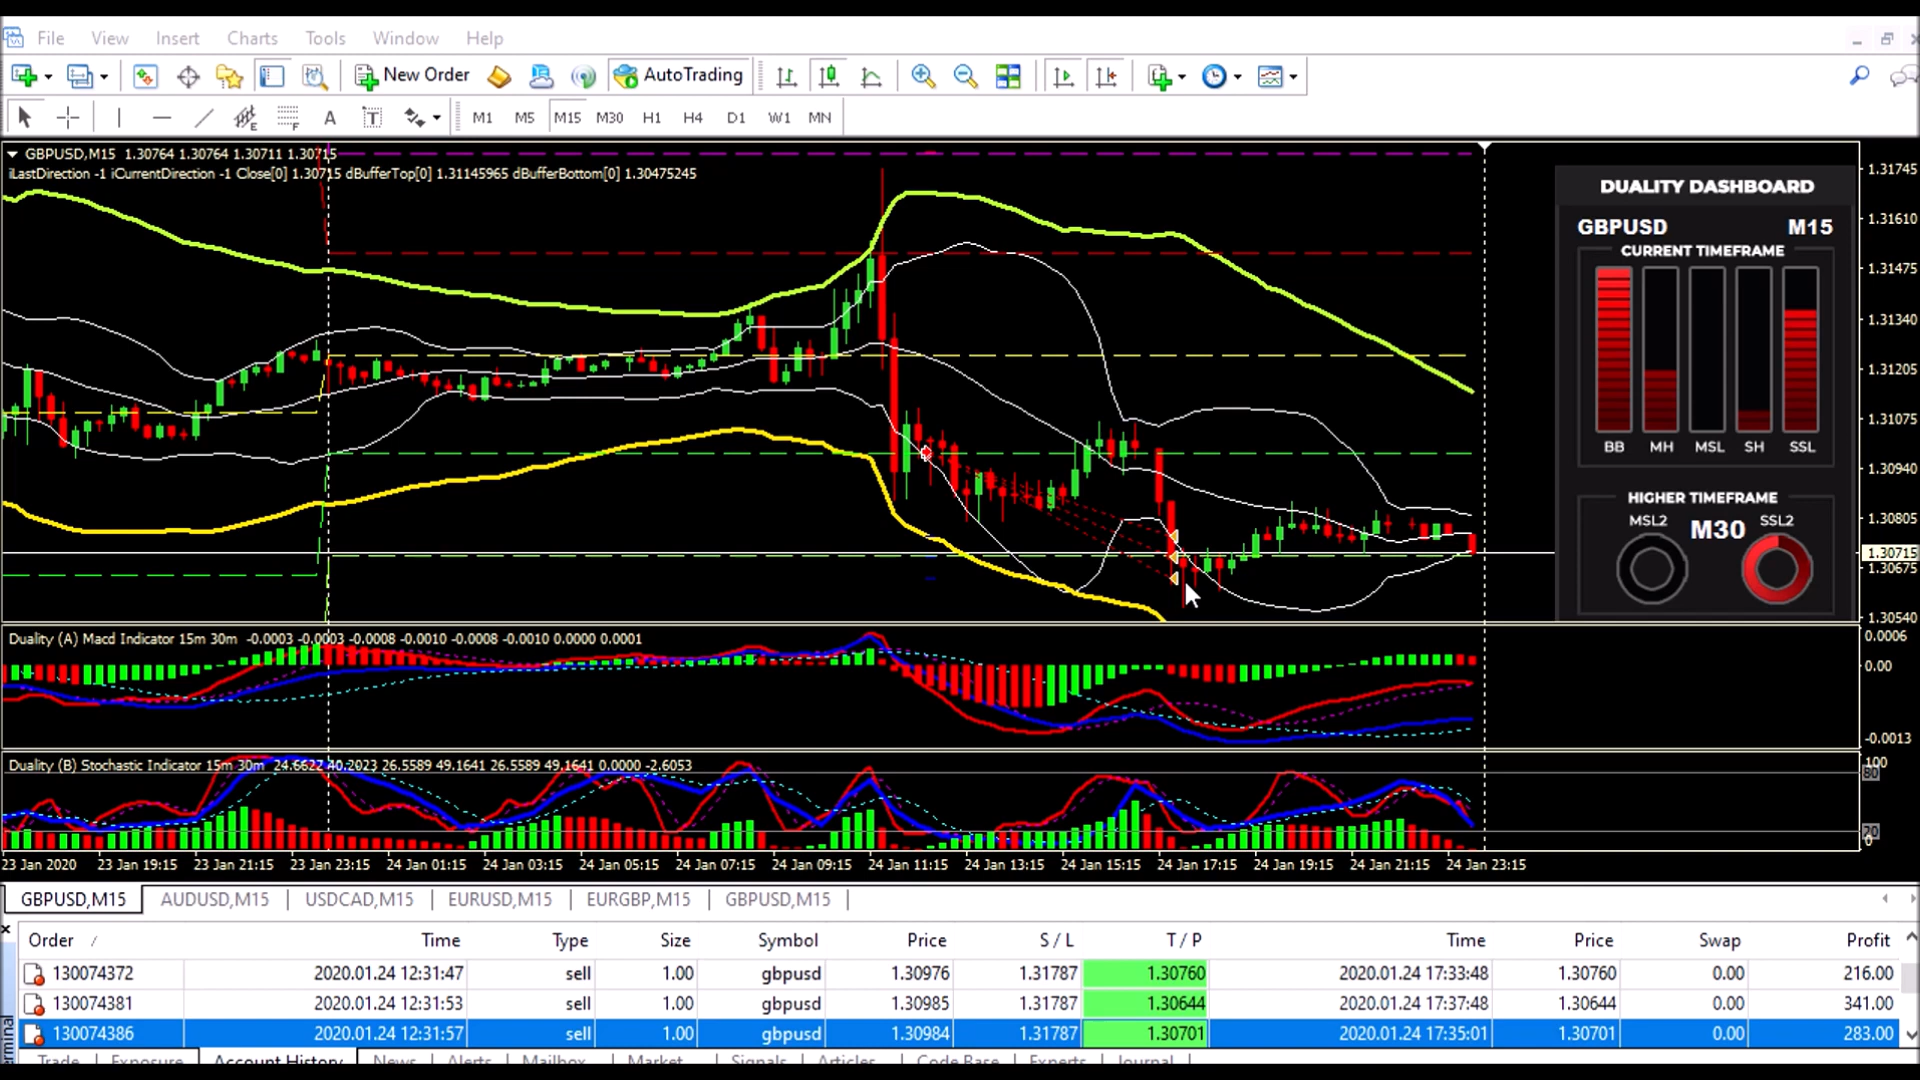 File View Insert Charts Tools Window Help
New Order AutoTrading
E F A T M1 M5 M15 M30 H1 H4 D1 W1 MN
GBPUSD,M15 1.30764 1.30764 1.30711 1.30715
iLastDirection -1 iCurrentDirection -1 Close[0] 1.30715 dBufferTop[0] 1.31145965 dBufferBottom[0] 1.30475245
1.31745
1.31610
1.31475
1.31340
1.31205
1.31075
1.30940
1.30805
1.30715
1.30675
1.30540
DUALITY DASHBOARD
GBPUSD M15
CURRENT TIMEFRAME
BB MH MSL SH SSL
HIGHER TIMEFRAME
MSL2 M30 SSL2
Duality (A) Macd Indicator 15m 30m -0.0003 -0.0003 -0.0008 -0.0010 -0.0008 -0.0010 0.0000 0.0001
0.0006
0.00
-0.0013
Duality (B) Stochastic Indicator 15m 30m 24.6622 40.2023 26.5589 49.1641 26.5589 49.1641 0.0000 -2.6053
100
80
20
0
23 Jan 2020 23 Jan 19:15 23 Jan 21:15 23 Jan 23:15 24 Jan 01:15 24 Jan 03:15 24 Jan 05:15 24 Jan 07:15 24 Jan 09:15 24 Jan 11:15 24 Jan 13:15 24 Jan 15:15 24 Jan 17:15 24 Jan 19:15 24 Jan 21:15 24 Jan 23:15
GBPUSD,M15 AUDUSD,M15 USDCAD,M15 EURUSD,M15 EURGBP,M15 GBPUSD,M15
Order / Time Type Size Symbol Price S / L T / P Time Price Swap Profit
130074372 2020.01.24 12:31:47 sell 1.00 gbpusd 1.30976 1.31787 1.30760 2020.01.24 17:33:48 1.30760 0.00 216.00
130074381 2020.01.24 12:31:53 sell 1.00 gbpusd 1.30985 1.31787 1.30644 2020.01.24 17:37:48 1.30644 0.00 341.00
130074386 2020.01.24 12:31:57 sell 1.00 gbpusd 1.30984 1.31787 1.30701 2020.01.24 17:35:01 1.30701 0.00 283.00
Trade Exposure Account History News Alerts Mailbox Market Signals Articles Code Base Experts Journal